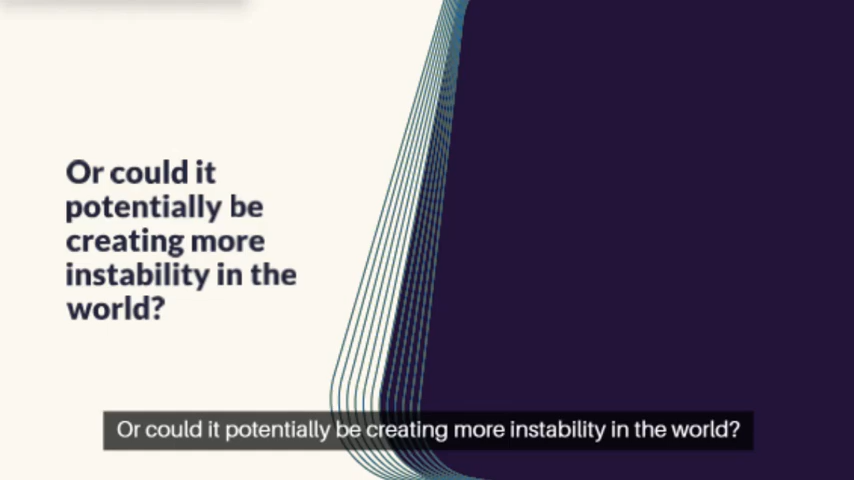 Or could it
potentially be
creating more
instability in the
world?
Or could it potentially be creating more instability in the world?